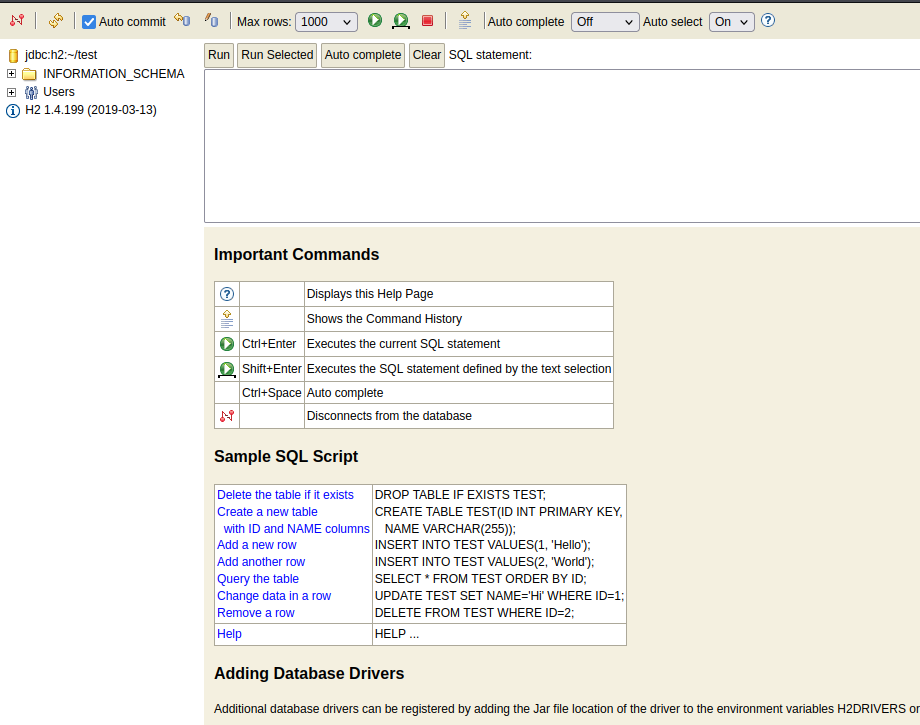 Auto commit Max rows: 1000 Auto complete Off Auto select On ?
jdbc:h2:~/test
INFORMATION_SCHEMA
Users
H2 1.4.199 (2019-03-13)
Run Run Selected Auto complete Clear SQL statement:
Important Commands
? Displays this Help Page
Shows the Command History
Ctrl+Enter Executes the current SQL statement
Shift+Enter Executes the SQL statement defined by the text selection
Ctrl+Space Auto complete
Disconnects from the database
Sample SQL Script
Delete the table if it exists DROP TABLE IF EXISTS TEST;
Create a new table CREATE TABLE TEST(ID INT PRIMARY KEY,
with ID and NAME columns NAME VARCHAR(255));
Add a new row INSERT INTO TEST VALUES(1, 'Hello');
Add another row INSERT INTO TEST VALUES(2, 'World');
Query the table SELECT * FROM TEST ORDER BY ID;
Change data in a row UPDATE TEST SET NAME='Hi' WHERE ID=1;
Remove a row DELETE FROM TEST WHERE ID=2;
Help HELP ...
Adding Database Drivers
Additional database drivers can be registered by adding the Jar file location of the driver to the environment variables H2DRIVERS or